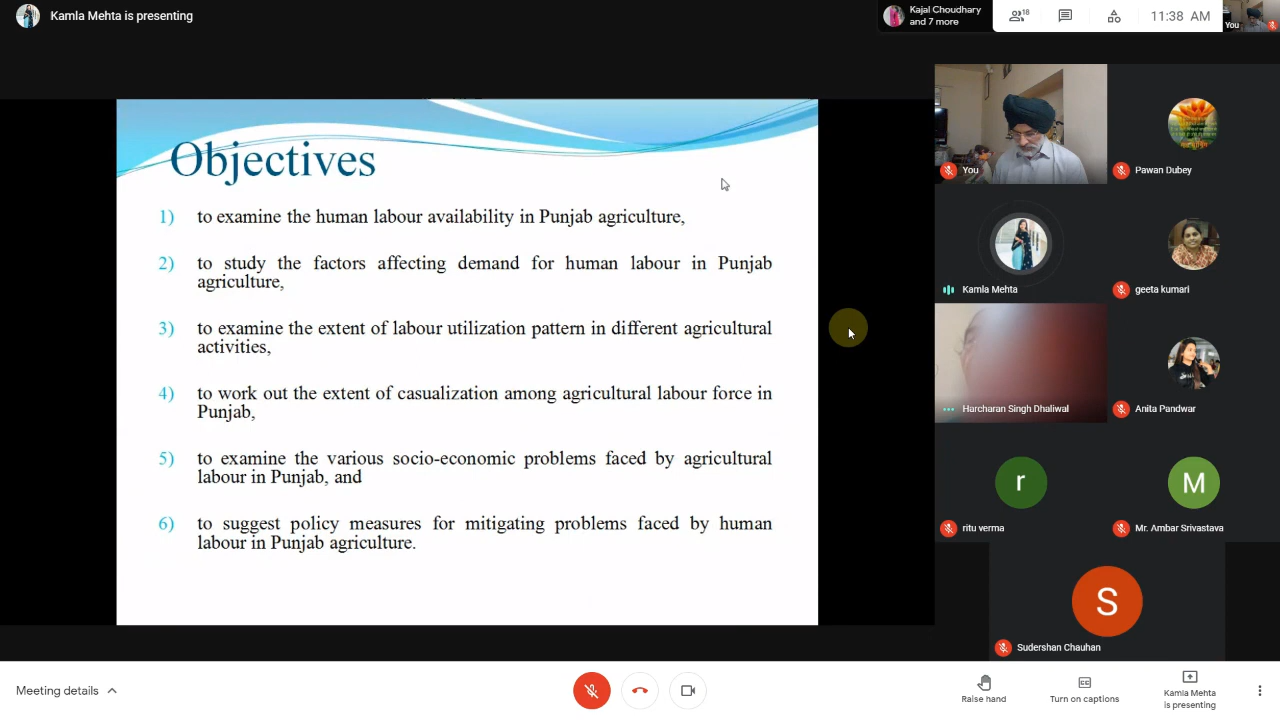 Kamla Mehta is presenting
Kajal Choudhary
and 7 more
18
11:38 AM
You
Objectives
1) to examine the human labour availability in Punjab agriculture,
2) to study the factors affecting demand for human labour in Punjab
agriculture,
3) to examine the extent of labour utilization pattern in different agricultural
activities,
4) to work out the extent of casualization among agricultural labour force in
Punjab,
5) to examine the various socio-economic problems faced by agricultural
labour in Punjab, and
6) to suggest policy measures for mitigating problems faced by human
labour in Punjab agriculture.
You
Pawan Dubey
Kamla Mehta
geeta kumari
Harcharan Singh Dhaliwal
Anita Pandwar
r
ritu verma
M
Mr. Ambar Srivastava
S
Sudershan Chauhan
Meeting details
Raise hand
CC
Turn on captions
Kamla Mehta
is presenting